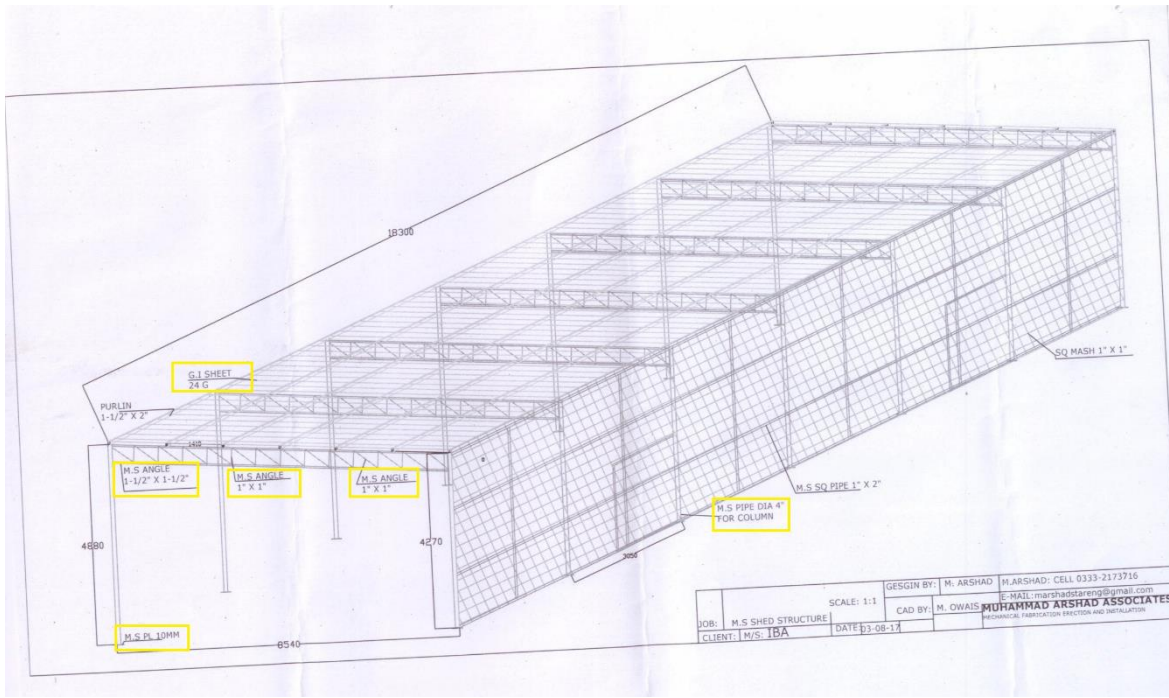 18300
G.I SHEET
24 G
PURLIN
1-1/2" X 2"
1410
M.S ANGLE
1-1/2" X 1-1/2"
M.S ANGLE
1" X 1"
M.S ANGLE
1" X 1"
SQ MASH 1" X 1"
M.S SQ PIPE 1" X 2"
M.S PIPE DIA 4"
FOR COLUMN
4880
4270
3050
M.S PL 10MM
8540
JOB: M.S SHED STRUCTURE
SCALE: 1:1
CLIENT: M/S: IBA
DATE 03-08-17
GESGIN BY: M: ARSHAD
CAD BY: M. OWAIS
M.ARSHAD: CELL 0333-2173716
E-MAIL:marshadstareng@gmail.com
MUHAMMAD ARSHAD ASSOCIATES
MECHANICAL FABRICATION ERECTION AND INSTALLATION